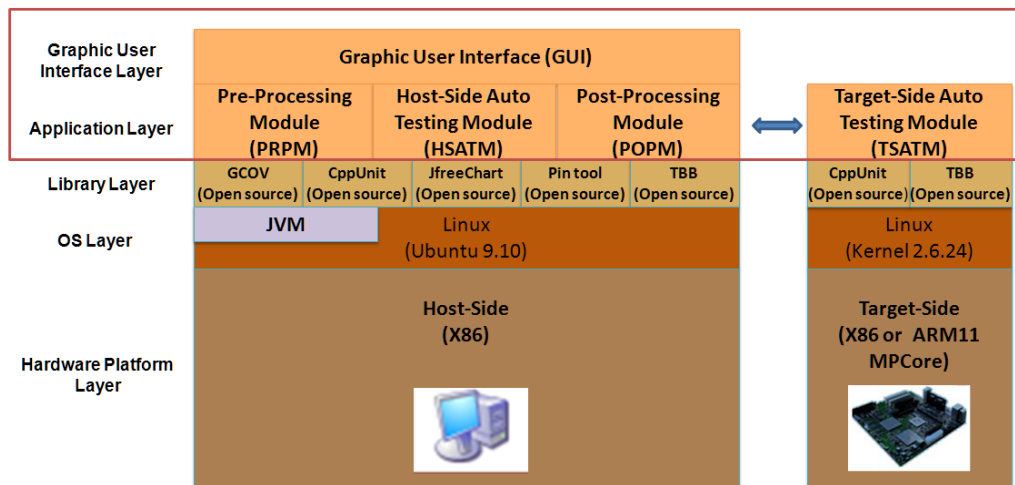 Graphic User
Interface Layer
Graphic User Interface (GUI)
Application Layer
Pre-Processing
Module
(PRPM)
Host-Side Auto
Testing Module
(HSATM)
Post-Processing
Module
(POPM)
Target-Side Auto
Testing Module
(TSATM)
Library Layer
GCOV
(Open source)
CppUnit
(Open source)
JfreeChart
(Open source)
Pin tool
(Open source)
TBB
(Open source)
CppUnit
(Open source)
TBB
(Open source)
OS Layer
JVM
Linux
(Ubuntu 9.10)
Linux
(Kernel 2.6.24)
Hardware Platform
Layer
Host-Side
(X86)
Target-Side
(X86 or ARM11
MPCore)